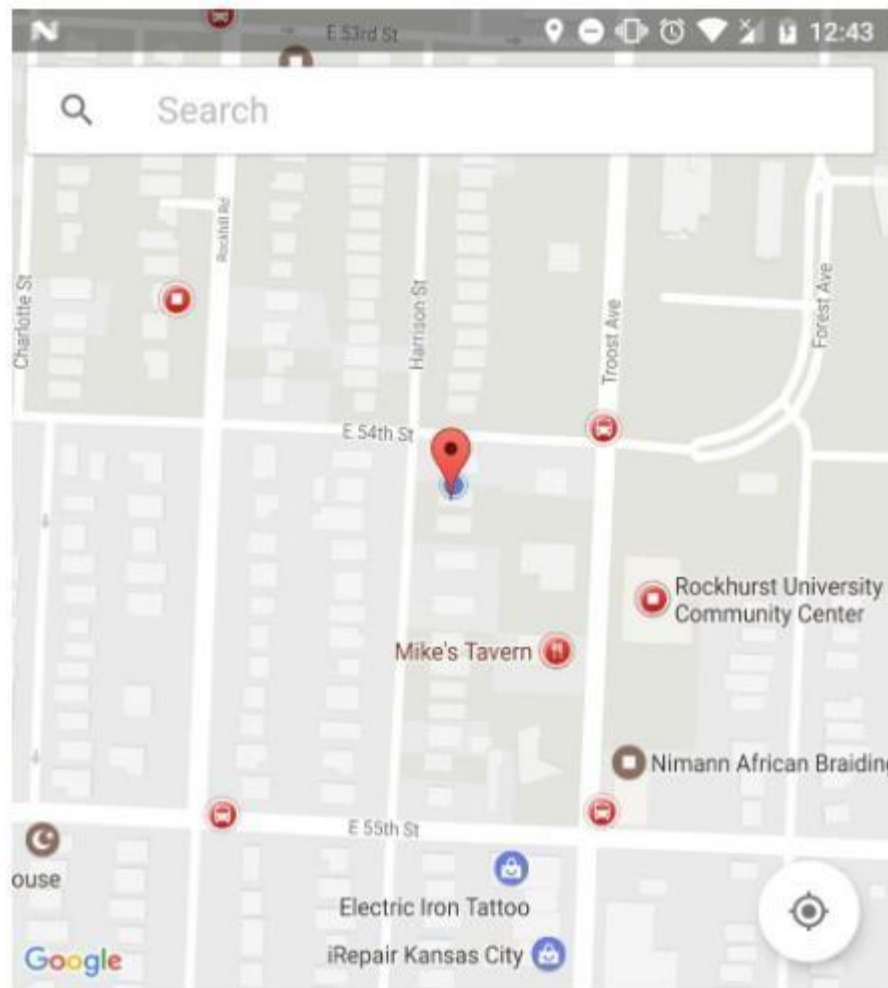 E 53rd St
12:43
Search
Rockhill Rd
Charlotte St
Harrison St
Troost Ave
Forest Ave
E 54th St
Rockhurst University
Community Center
Mike's Tavern
Nimann African Braiding
E 55th St
ouse
Electric Iron Tattoo
iRepair Kansas City
Google